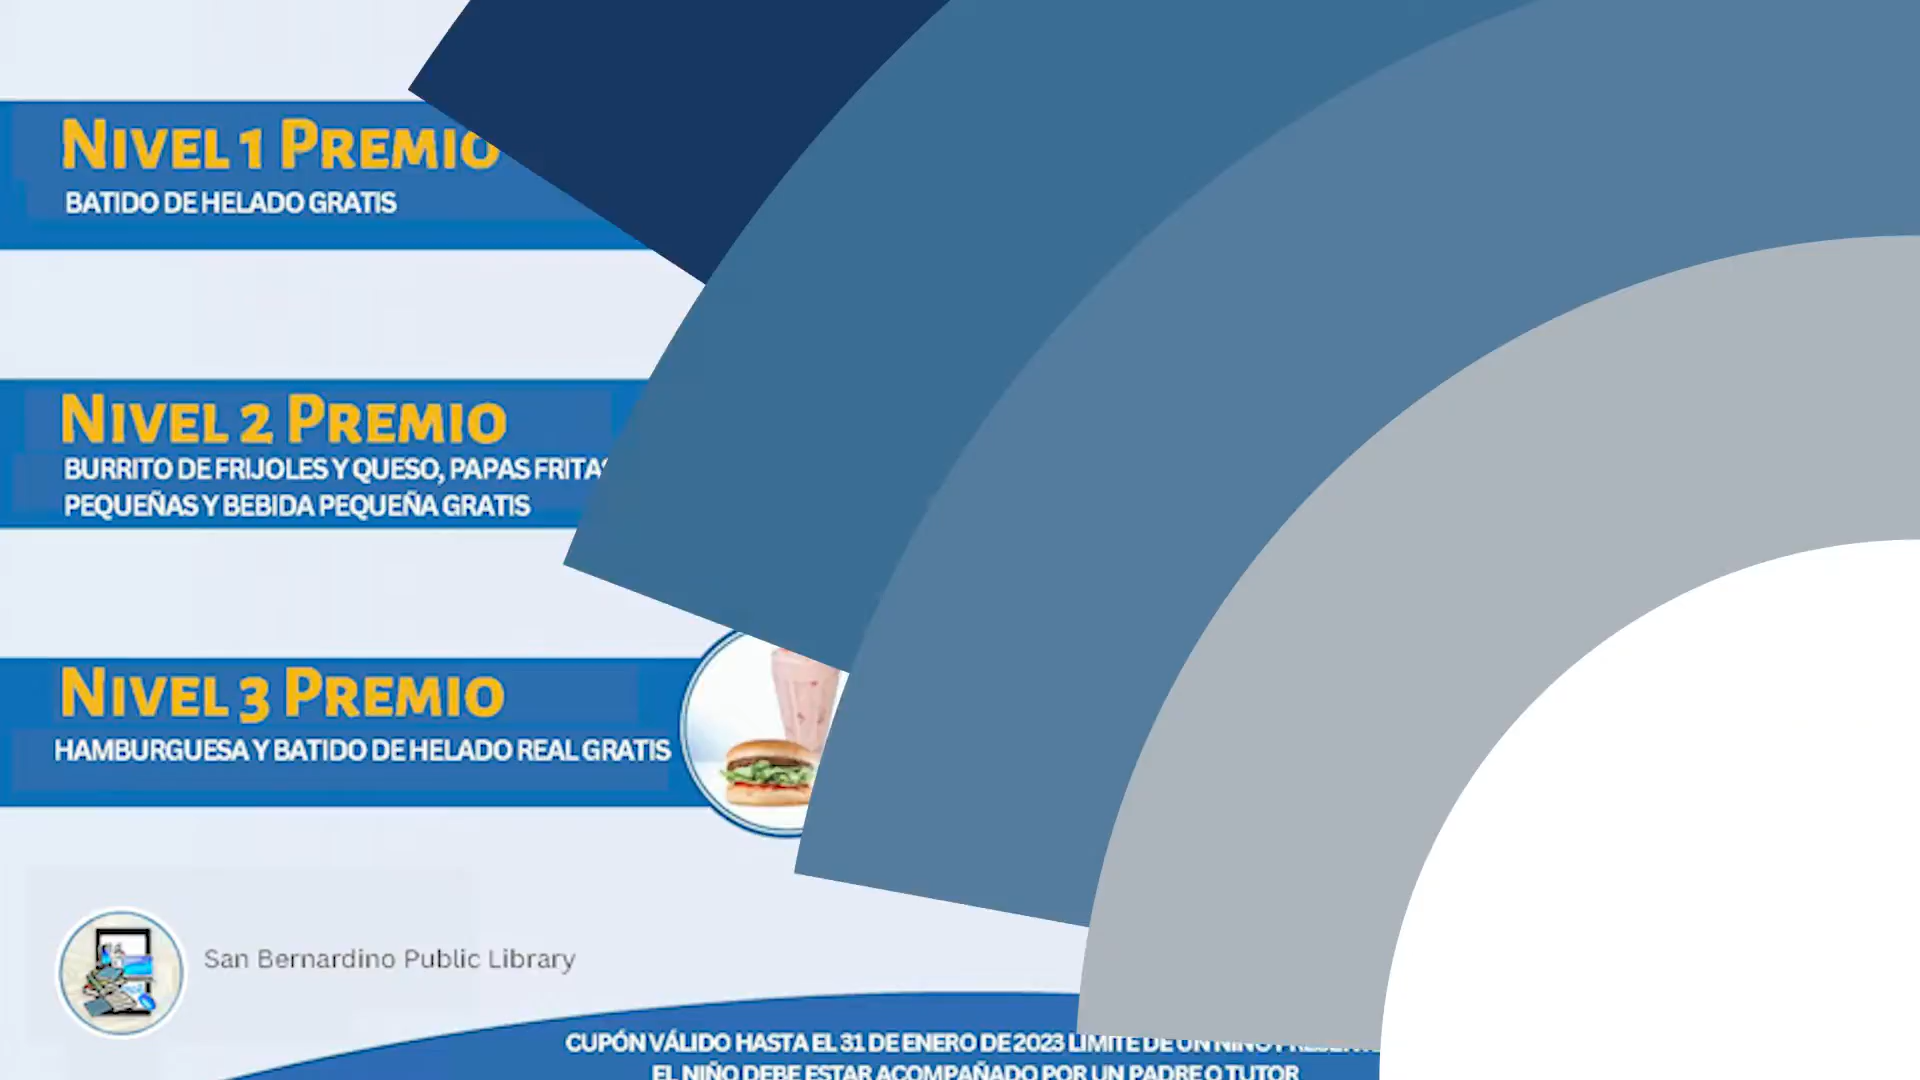 NIVEL 1 PREMIO
BATIDO DE HELADO GRATIS
NIVEL 2 PREMIO
BURRITO DE FRIJOLES Y QUESO, PAPAS FRITAS
PEQUEÑAS Y BEBIDA PEQUEÑA GRATIS
NIVEL 3 PREMIO
HAMBURGUESA Y BATIDO DE HELADO REAL GRATIS
San Bernardino Public Library
CUPÓN VÁLIDO HASTA EL 31 DE ENERO DE 2023 LIMITE DE UN NIÑO
EL NIÑO DEBE ESTAR ACOMPAÑADO POR UN PADRE O TUTOR